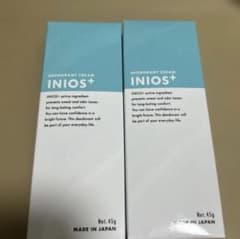 DEODORANT CREAM
INIOS+
INIOS+ active ingredient
prevents sweat and odor tones
for long-lasting comfort.
You can have confidence in a
bright future. This deodorant will
be part of your everyday life.
Net. 45g
MADE IN JAPAN
DEODORANT CREAM
INIOS+
INIOS+ active ingredient
prevents sweat and odor tones
for long-lasting comfort.
You can have confidence in a
bright future. This deodorant will
be part of your everyday life.
Net. 45g
MADE IN JAPAN